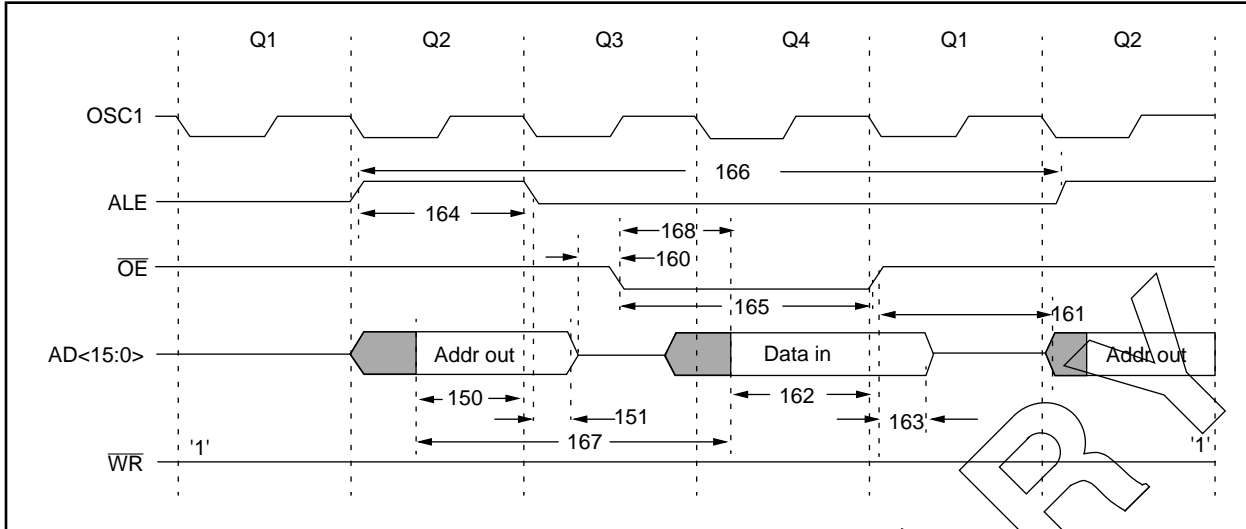 Q1 Q2 Q3 Q4 Q1 Q2
OSC1
166
ALE
164
168
160
OE
165
161
AD<15:0>
Addr out
Data in
Addr out
150
151
162
163
167
WR
'1'
'1'
R
Y